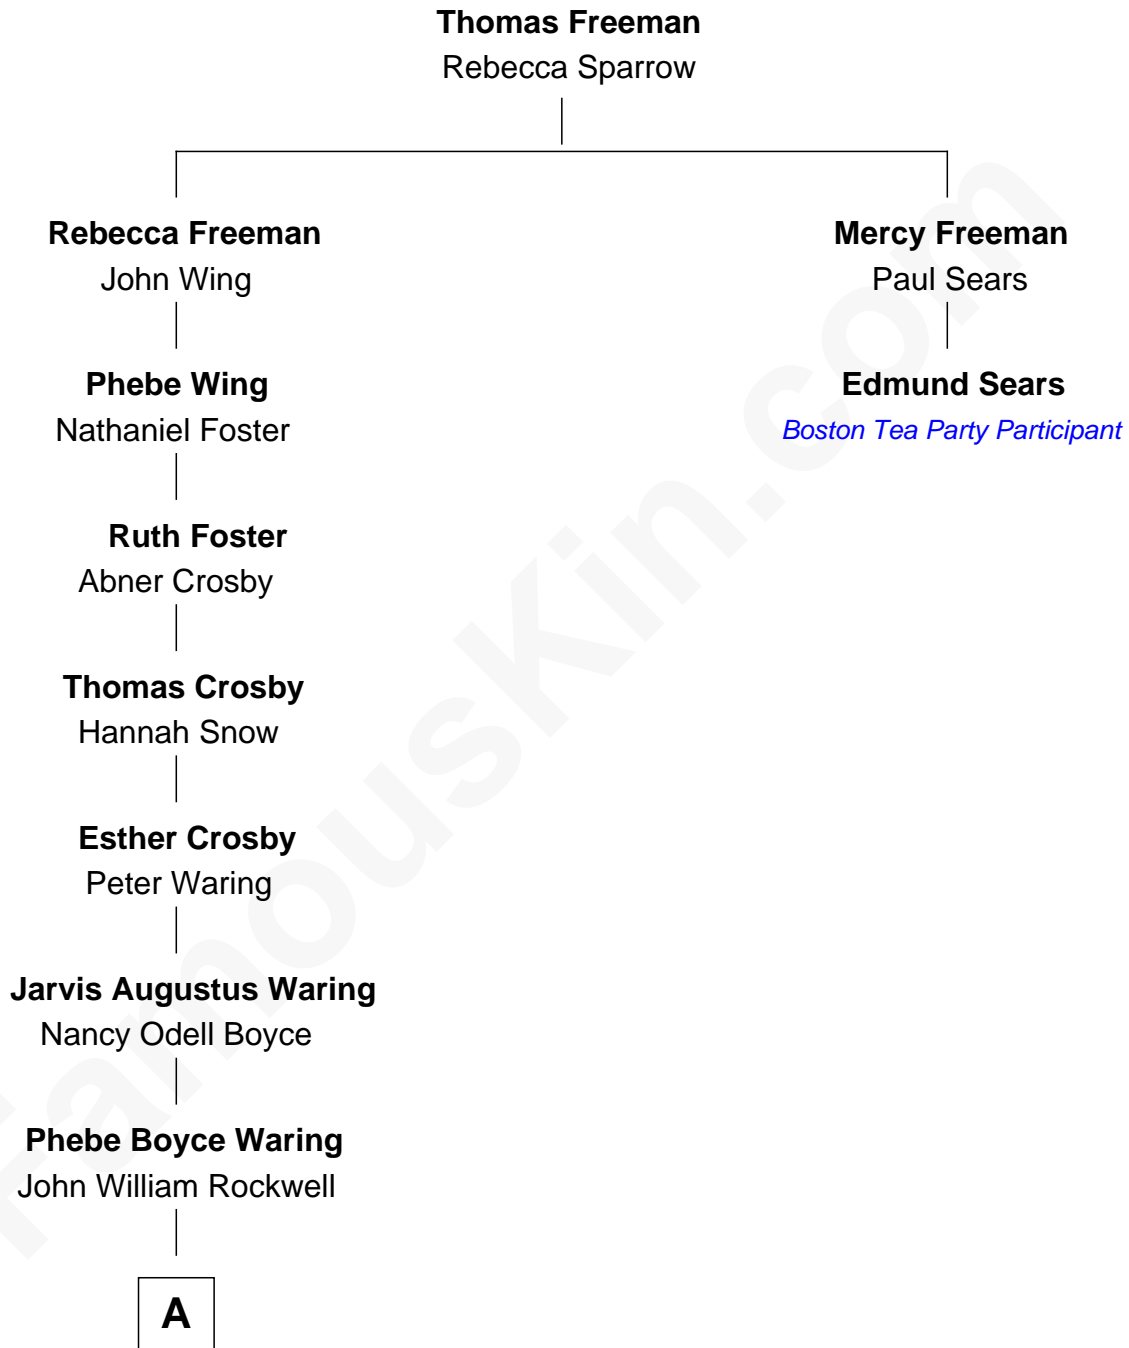 Thomas Freeman
Rebecca Sparrow
Rebecca Freeman
John Wing
Mercy Freeman
Paul Sears
Phebe Wing
Nathaniel Foster
Edmund Sears
Boston Tea Party Participant
Ruth Foster
Abner Crosby
Thomas Crosby
Hannah Snow
Esther Crosby
Peter Waring
Jarvis Augustus Waring
Nancy Odell Boyce
Phebe Boyce Waring
John William Rockwell
A
FamousKin.com